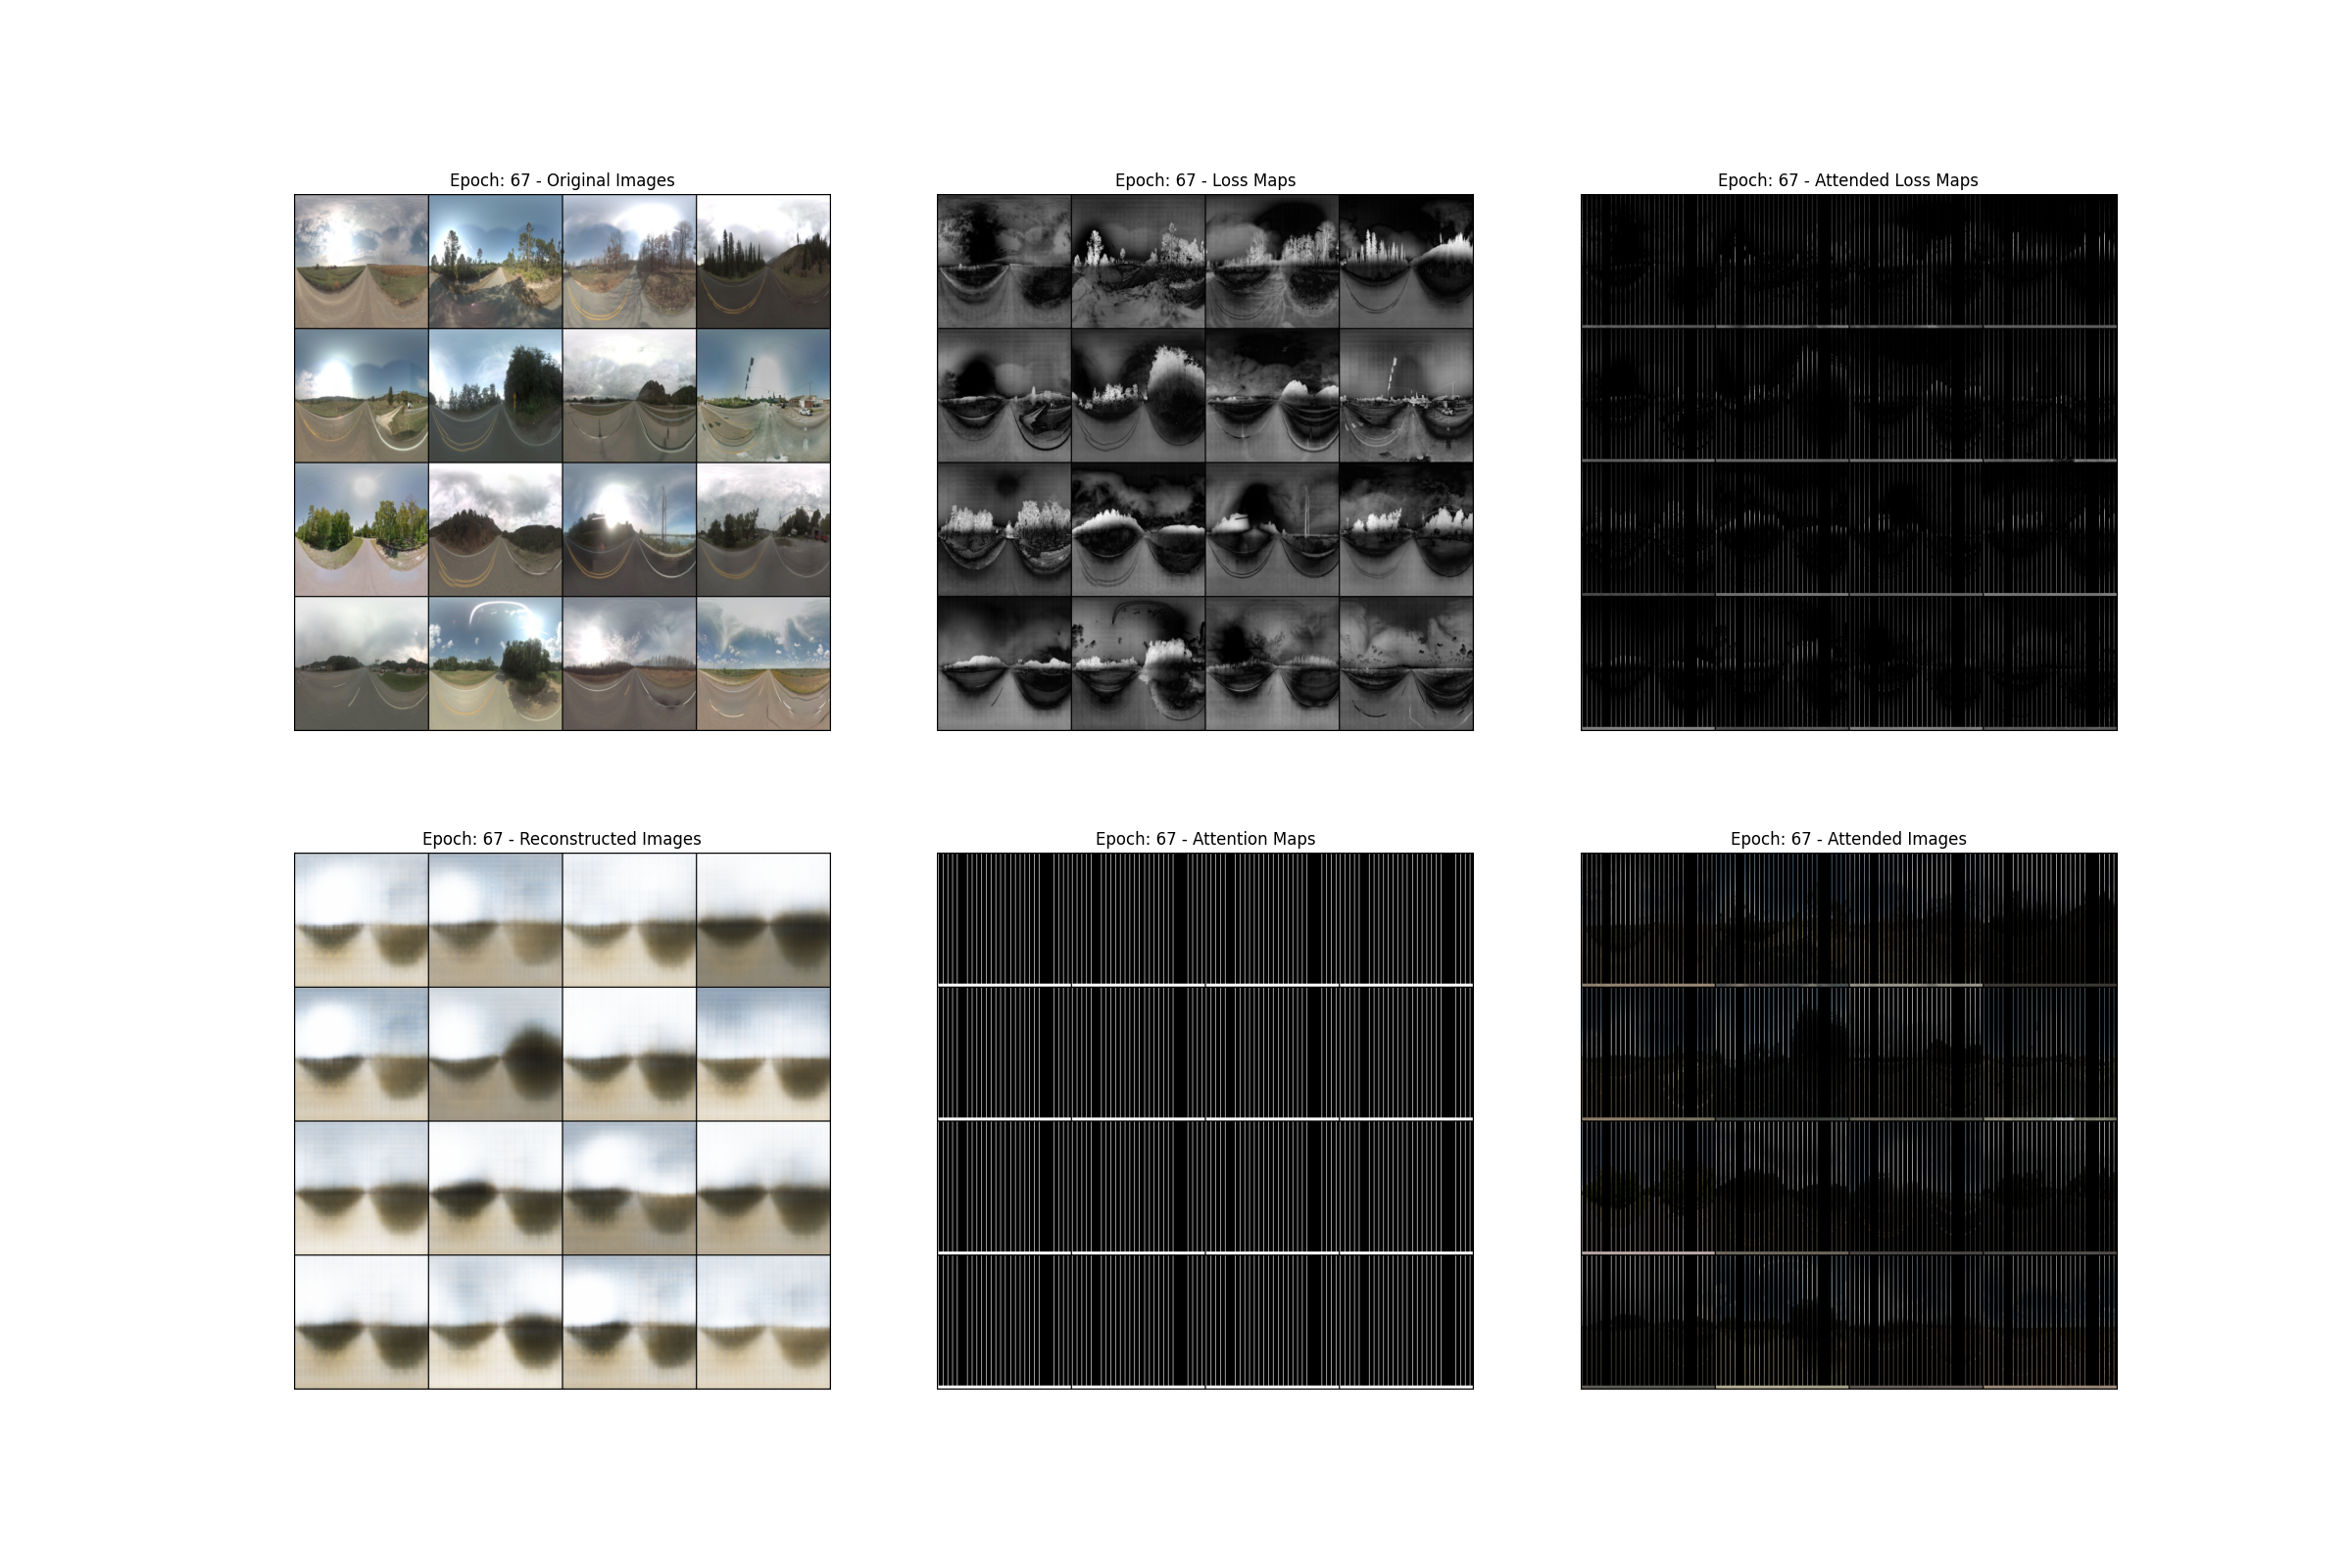 Epoch: 67 - Original Images
Epoch: 67 - Loss Maps
Epoch: 67 - Attended Loss Maps
Epoch: 67 - Reconstructed Images
Epoch: 67 - Attention Maps
Epoch: 67 - Attended Images